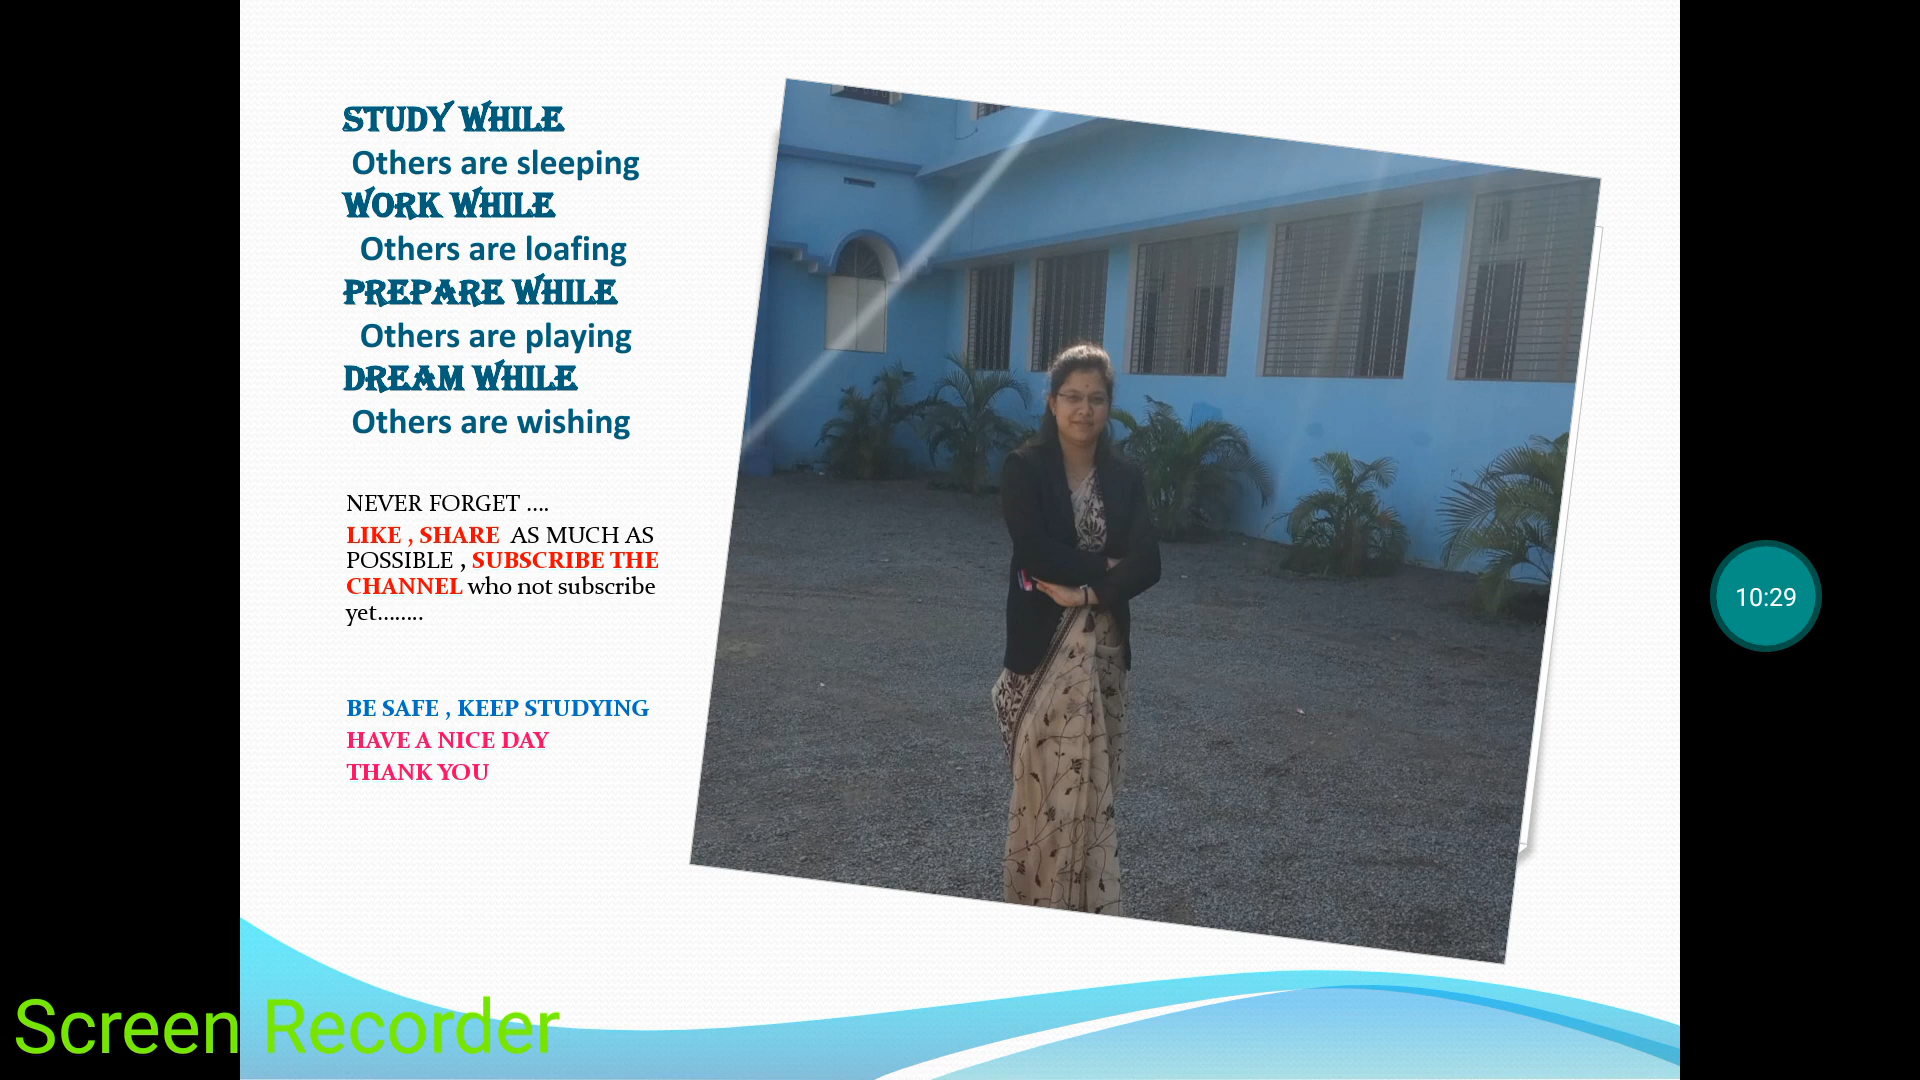 STUDY WHILE
Others are sleeping
WORK WHILE
Others are loafing
PREPARE WHILE
Others are playing
DREAM WHILE
Others are wishing
NEVER FORGET ....
LIKE , SHARE AS MUCH AS
POSSIBLE , SUBSCRIBE THE
CHANNEL who not subscribe
yet........
BE SAFE , KEEP STUDYING
HAVE A NICE DAY
THANK YOU
10:29
Screen Recorder